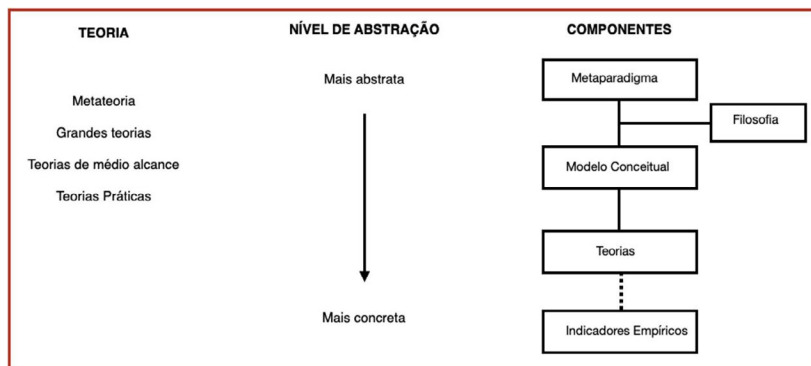 TEORIA
Metateoria
Grandes teorias
Teorias de médio alcance
Teorias Práticas
NÍVEL DE ABSTRAÇÃO
Mais abstrata
Mais concreta
COMPONENTES
Metaparadigma
Filosofia
Modelo Conceitual
Teorias
Indicadores Empíricos